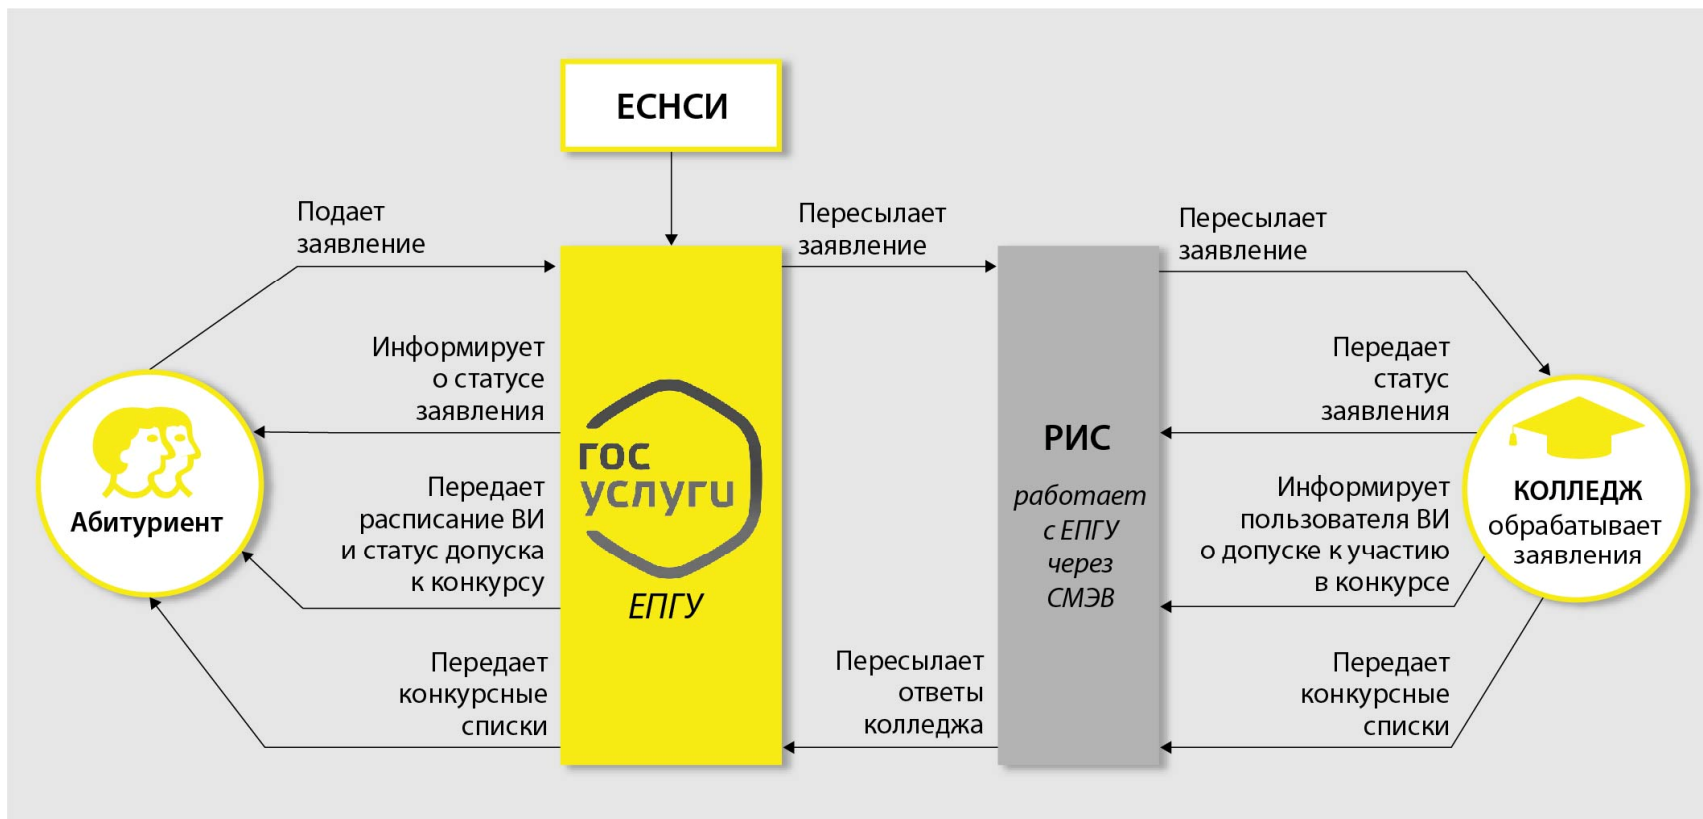 ЕСНСИ
Подает
заявление
Пересылает
заявление
Пересылает
заявление
Информирует
о статусе
заявления
Передает
статус
заявления
Абитуриент
гос
услуги
ЕПГУ
РИС
работает
с ЕПГУ
через
СМЭВ
КОЛЛЕДЖ
обрабатывает
заявления
Передает
расписание ВИ
и статус допуска
к конкурсу
Информирует
пользователя ВИ
о допуске к участию
в конкурсе
Передает
конкурсные
списки
Пересылает
ответы
колледжа
Передает
конкурсные
списки